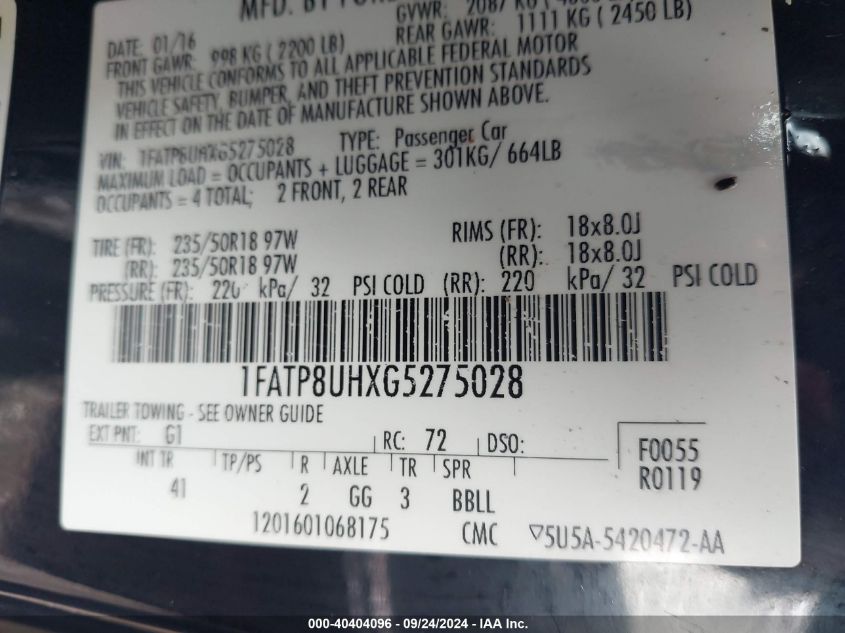 MFD. BY FORD
GVWR: 2087 KG
DATE: 01/16
FRONT GAWR: 998 KG ( 2200 LB) REAR GAWR: 1111 KG ( 2450 LB)
THIS VEHICLE CONFORMS TO ALL APPLICABLE FEDERAL MOTOR
VEHICLE SAFETY, BUMPER, AND THEFT PREVENTION STANDARDS
IN EFFECT ON THE DATE OF MANUFACTURE SHOWN ABOVE.
VIN: 1FATP8UHXG5275028 TYPE: Passenger Car
MAXIMUM LOAD = OCCUPANTS + LUGGAGE = 301KG/ 664LB
OCCUPANTS = 4 TOTAL; 2 FRONT, 2 REAR
TIRE (FR): 235/50R18 97W RIMS (FR): 18x8.0J
(RR): 235/50R18 97W (RR): 18x8.0J
PRESSURE (FR): 220 kPa/ 32 PSI COLD (RR): 220 kPa/ 32 PSI COLD
1FATP8UHXG5275028
TRAILER TOWING - SEE OWNER GUIDE
EXT PNT: G1 RC: 72 DSO:
F0055
INT TR TP/PS R AXLE TR SPR
R0119
41 2 GG 3 BBLL
1201601068175 CMC ▽5U5A-5420472-AA
000-40404096 - 09/24/2024 - IAA Inc.